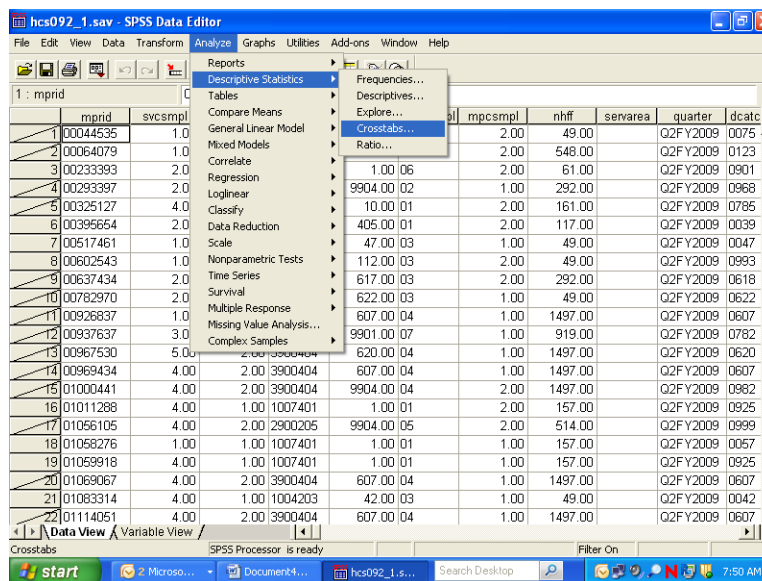 hcs092_1.sav - SPSS Data Editor
File Edit View Data Transform Analyze Graphs Utilities Add-ons Window Help
1 : mprid
Reports
Descriptive Statistics
Tables
Compare Means
General Linear Model
Mixed Models
Correlate
Regression
Loglinear
Classify
Data Reduction
Scale
Nonparametric Tests
Time Series
Survival
Multiple Response
Missing Value Analysis...
Complex Samples
Frequencies...
Descriptives...
Explore...
Crosstabs...
Ratio...
mprid svcsmpl mpcsmpl nhff servarea quarter dcatc
1 00044535 1.0 2.00 49.00 Q2FY2009 0075
2 00064079 1.0 2.00 548.00 Q2FY2009 0123
3 00233393 2.0 1.00 06 2.00 61.00 Q2FY2009 0901
4 00293397 2.0 9904.00 02 1.00 292.00 Q2FY2009 0968
5 00325127 4.0 10.00 01 2.00 161.00 Q2FY2009 0785
6 00395654 2.0 405.00 01 2.00 117.00 Q2FY2009 0039
7 00517461 1.0 47.00 03 1.00 49.00 Q2FY2009 0047
8 00602543 1.0 112.00 03 2.00 49.00 Q2FY2009 0993
9 00637434 2.0 617.00 03 2.00 292.00 Q2FY2009 0618
10 00782970 2.0 622.00 03 1.00 49.00 Q2FY2009 0622
11 00926837 1.0 607.00 04 1.00 1497.00 Q2FY2009 0607
12 00937637 3.0 9901.00 07 1.00 919.00 Q2FY2009 0782
13 00967530 5.00 2.00 3900404 620.00 04 1.00 1497.00 Q2FY2009 0620
14 00969434 4.00 2.00 3900404 607.00 04 1.00 1497.00 Q2FY2009 0607
15 01000441 4.00 2.00 3900404 9904.00 04 2.00 1497.00 Q2FY2009 0982
16 01011288 4.00 1.00 1007401 1.00 01 2.00 157.00 Q2FY2009 0925
17 01056105 4.00 2.00 2900205 9904.00 05 2.00 514.00 Q2FY2009 0999
18 01058276 1.00 1.00 1007401 1.00 01 1.00 157.00 Q2FY2009 0057
19 01059918 4.00 1.00 1007401 1.00 01 1.00 157.00 Q2FY2009 0925
20 01069067 4.00 2.00 3900404 607.00 04 1.00 1497.00 Q2FY2009 0607
21 01083314 4.00 1.00 1004203 42.00 03 1.00 49.00 Q2FY2009 0042
22 01114051 4.00 2.00 3900404 607.00 04 1.00 1497.00 Q2FY2009 0607
Data View Variable View
Crosstabs SPSS Processor is ready Filter On
start 2 Microso... Document4... hcs092_1.s... Search Desktop 7:50 AM